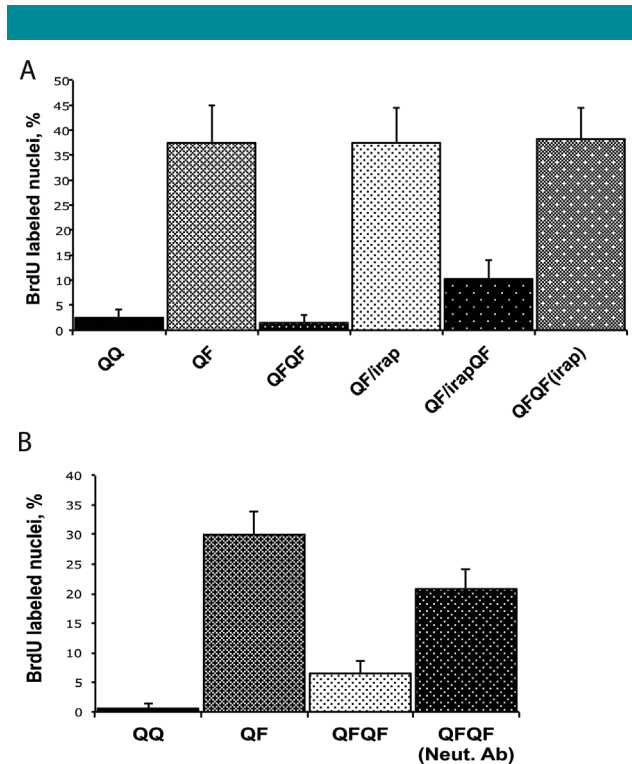 A
BrdU labeled nuclei, %
50
45
40
35
30
25
20
15
10
5
0
QQ
QF
QFQF
QF/irap
QF/irapQF
QFQF(irap)
B
BrdU labeled nuclei, %
40
35
30
25
20
15
10
5
0
QQ
QF
QFQF
QFQF
(Neut. Ab)